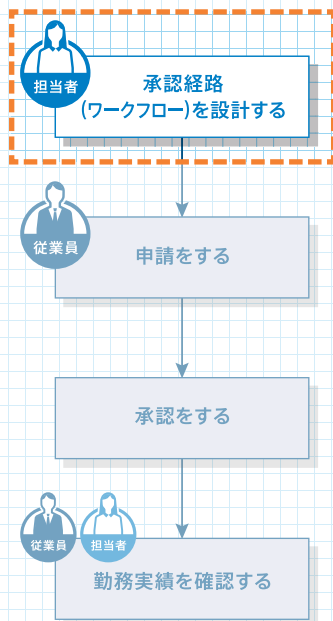 担当者
承認経路
(ワークフロー)を設計する
従業員
申請をする
承認をする
従業員
担当者
勤務実績を確認する